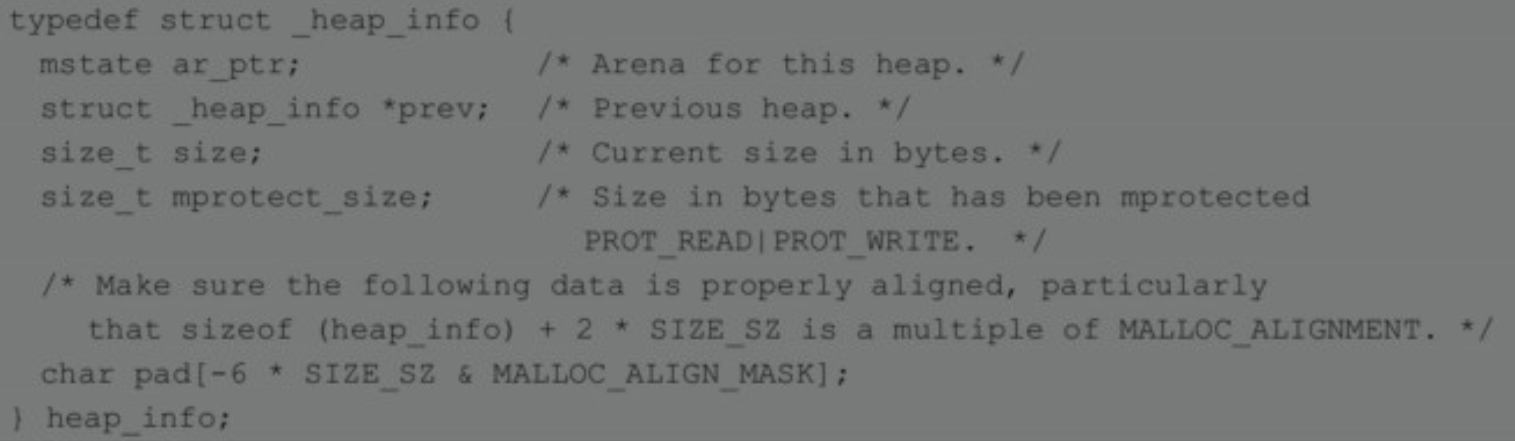 typedef struct _heap_info {
  mstate ar_ptr;                /* Arena for this heap. */
  struct _heap_info *prev;   /* Previous heap. */
  size_t size;                  /* Current size in bytes. */
  size_t mprotect_size;       /* Size in bytes that has been mprotected
                                   PROT_READ|PROT_WRITE.  */
  /* Make sure the following data is properly aligned, particularly
     that sizeof (heap_info) + 2 * SIZE_SZ is a multiple of MALLOC_ALIGNMENT. */
  char pad[-6 * SIZE_SZ & MALLOC_ALIGN_MASK];
} heap_info;